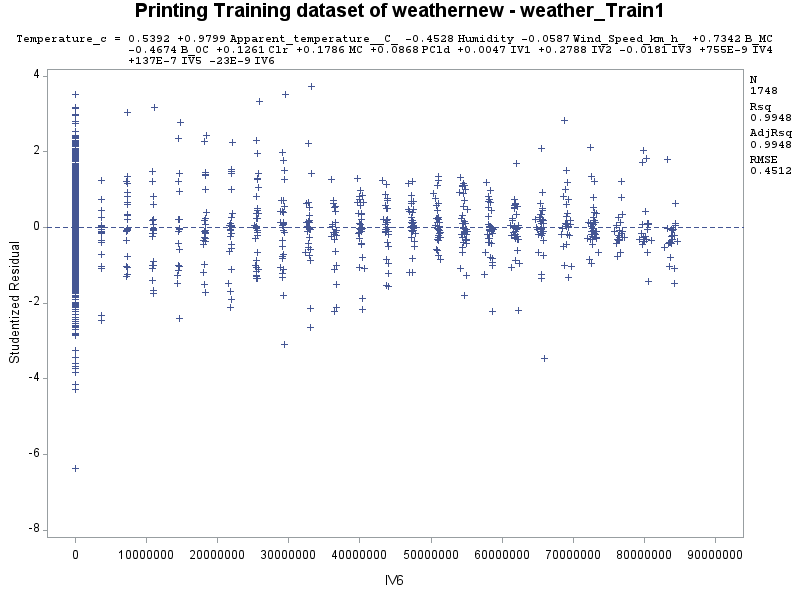 Printing Training dataset of weathernew - weather_Train1
Temperature_c = 0.5392 +0.9799 Apparent_temperature__C_ -0.4528 Humidity -0.0587 Wind_Speed_km_h_ +0.7342 B_MC
-0.4674 B_OC +0.1261 Clr +0.1786 MC +0.0868 PCld +0.0047 IV1 +0.2788 IV2 -0.0181 IV3 +755E-9 IV4
+137E-7 IV5 -23E-9 IV6
N
1748
Rsq
0.9948
AdjRsq
0.9948
RMSE
0.4512
4
2
0
-2
-4
-6
-8
Studentized Residual
0 10000000 20000000 30000000 40000000 50000000 60000000 70000000 80000000 90000000
IV6